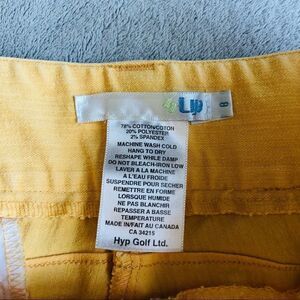 up
8
78% COTTON/COTON
20% POLYESTER
2% SPANDEX
MACHINE WASH COLD
HANG TO DRY
RESHAPE WHILE DAMP
DO NOT BLEACH-IRON LOW
LAVER A LA MACHINE
A L'EAU FROIDE
SUSPENDRE POUR SECHER
REMETTRE EN FORME
LORSQUE HUMIDE
NE PAS BLANCHIR
REPASSER A BASSE
TEMPERATURE
MADE IN/FAIT AU CANADA
CA 34215
Hyp Golf Ltd.